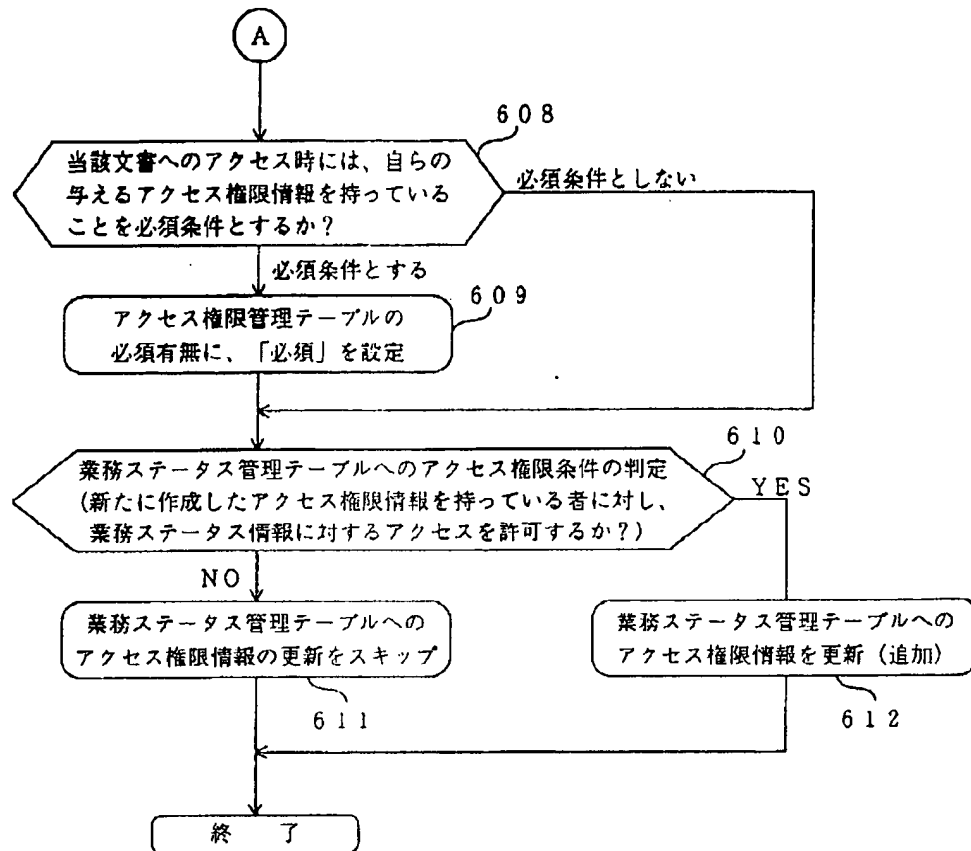 A
608
当該文書へのアクセス時には、自らの
与えるアクセス権限情報を持っている
ことを必須条件とするか？
必須条件としない
必須条件とする
609
アクセス権限管理テーブルの
必須有無に、「必須」を設定
610
業務ステータス管理テーブルへのアクセス権限条件の判定
(新たに作成したアクセス権限情報を持っている者に対し、
業務ステータス情報に対するアクセスを許可するか？)
YES
NO
業務ステータス管理テーブルへの
アクセス権限情報の更新をスキップ
611
業務ステータス管理テーブルへの
アクセス権限情報を更新（追加）
612
終　了